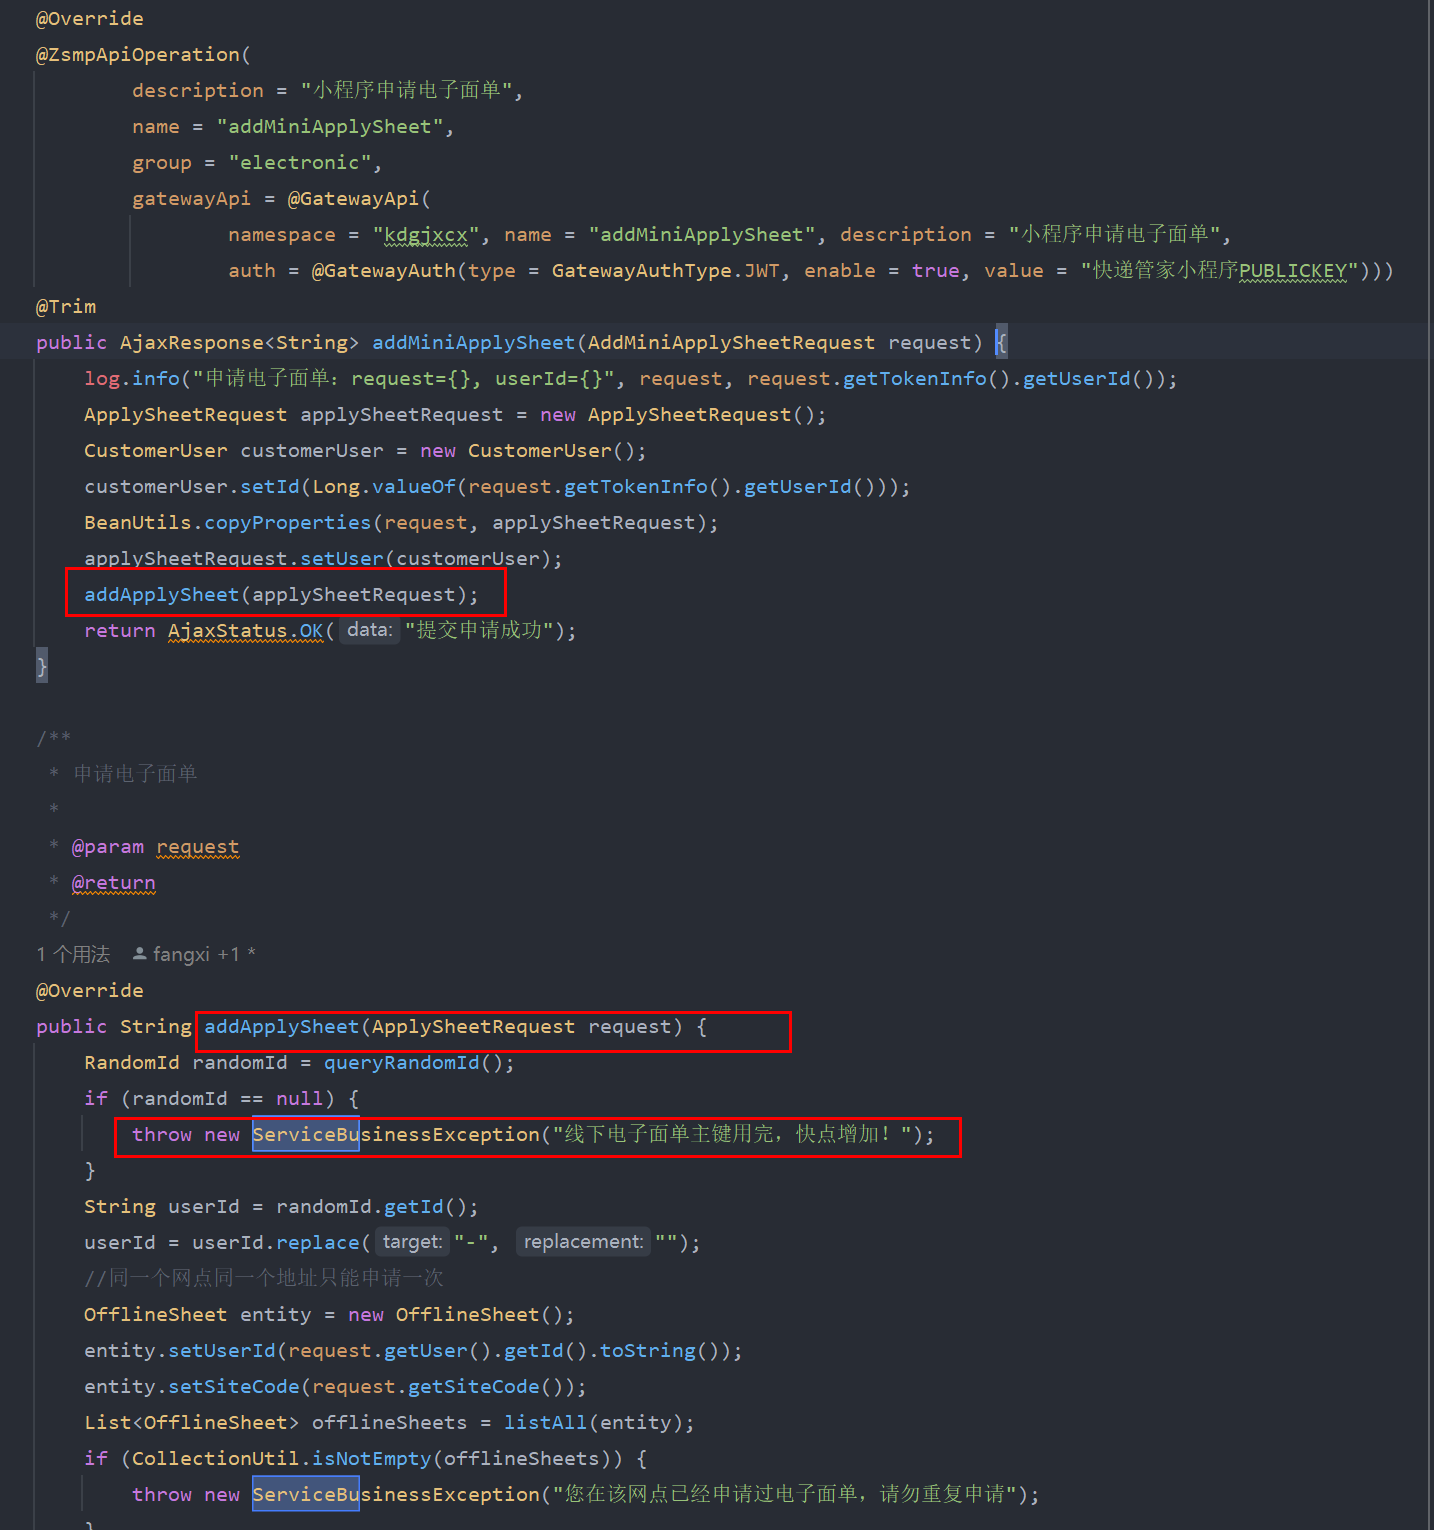 @Override
@ZsmpApiOperation(
description = "小程序申请电子面单",
name = "addMiniApplySheet",
group = "electronic",
gatewayApi = @GatewayApi(
namespace = "kdgjxcx", name = "addMiniApplySheet", description = "小程序申请电子面单",
auth = @GatewayAuth(type = GatewayAuthType.JWT, enable = true, value = "快递管家小程序PUBLICKEY")))
@Trim
public AjaxResponse<String> addMiniApplySheet(AddMiniApplySheetRequest request) {
log.info("申请电子面单：request={}, userId={}", request, request.getTokenInfo().getUserId());
ApplySheetRequest applySheetRequest = new ApplySheetRequest();
CustomerUser customerUser = new CustomerUser();
customerUser.setId(Long.valueOf(request.getTokenInfo().getUserId()));
BeanUtils.copyProperties(request, applySheetRequest);
applySheetRequest.setUser(customerUser);
addApplySheet(applySheetRequest);
return AjaxStatus.OK( data: "提交申请成功");
}
/**
* 申请电子面单
*
* @param request
* @return
*/
1 个用法 fangxi +1 *
@Override
public String addApplySheet(ApplySheetRequest request) {
RandomId randomId = queryRandomId();
if (randomId == null) {
throw new ServiceBusinessException("线下电子面单主键用完，快点增加！");
}
String userId = randomId.getId();
userId = userId.replace( target: "-", replacement: "");
//同一个网点同一个地址只能申请一次
OfflineSheet entity = new OfflineSheet();
entity.setUserId(request.getUser().getId().toString());
entity.setSiteCode(request.getSiteCode());
List<OfflineSheet> offlineSheets = listAll(entity);
if (CollectionUtil.isNotEmpty(offlineSheets)) {
throw new ServiceBusinessException("您在该网点已经申请过电子面单，请勿重复申请");
}